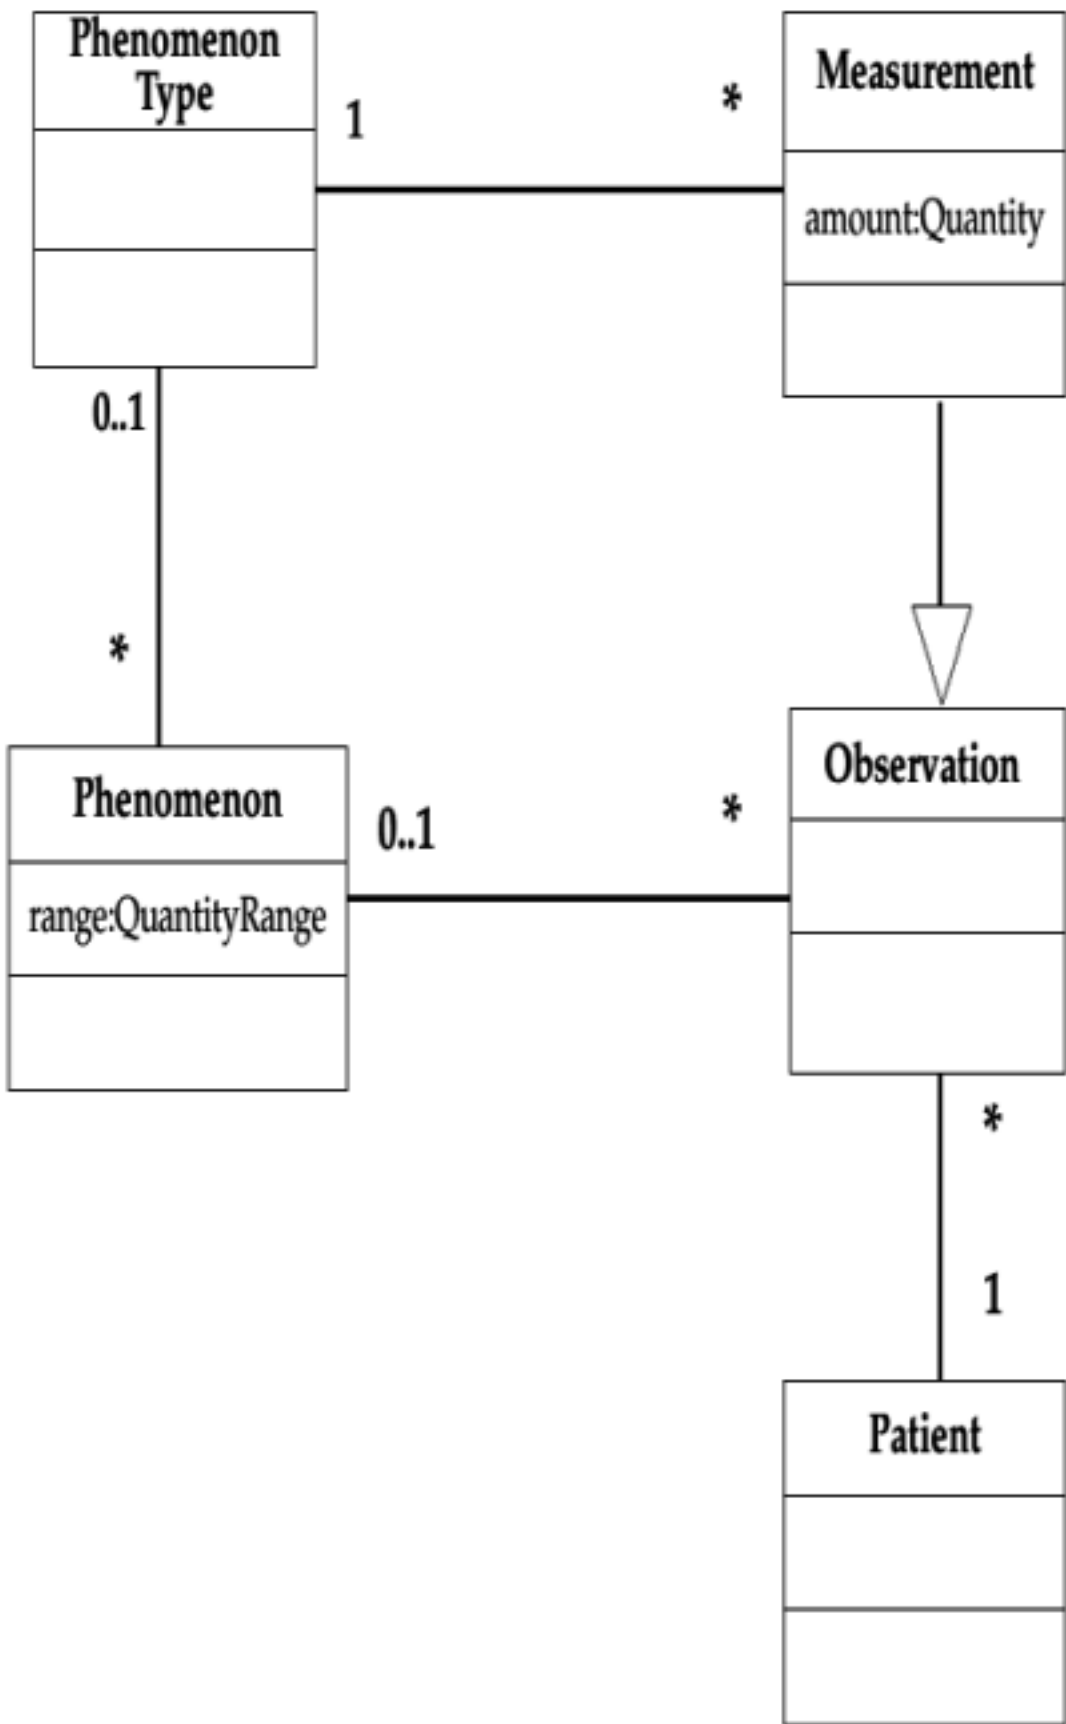 Phenomenon
Type
1
*
Measurement
amount:Quantity
0..1
*
Phenomenon
range:QuantityRange
0..1
*
Observation
*
1
Patient